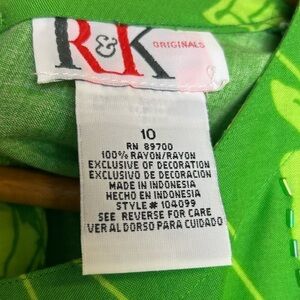 R&K ORIGINALS
10
RN 89700
100% RAYON/RAYON
EXCLUSIVE OF DECORATION
EXCLUSIVO DE DECORACION
MADE IN INDONESIA
HECHO EN INDONESIA
STYLE# 104099
SEE REVERSE FOR CARE
VER AL DORSO PARA CUIDADO